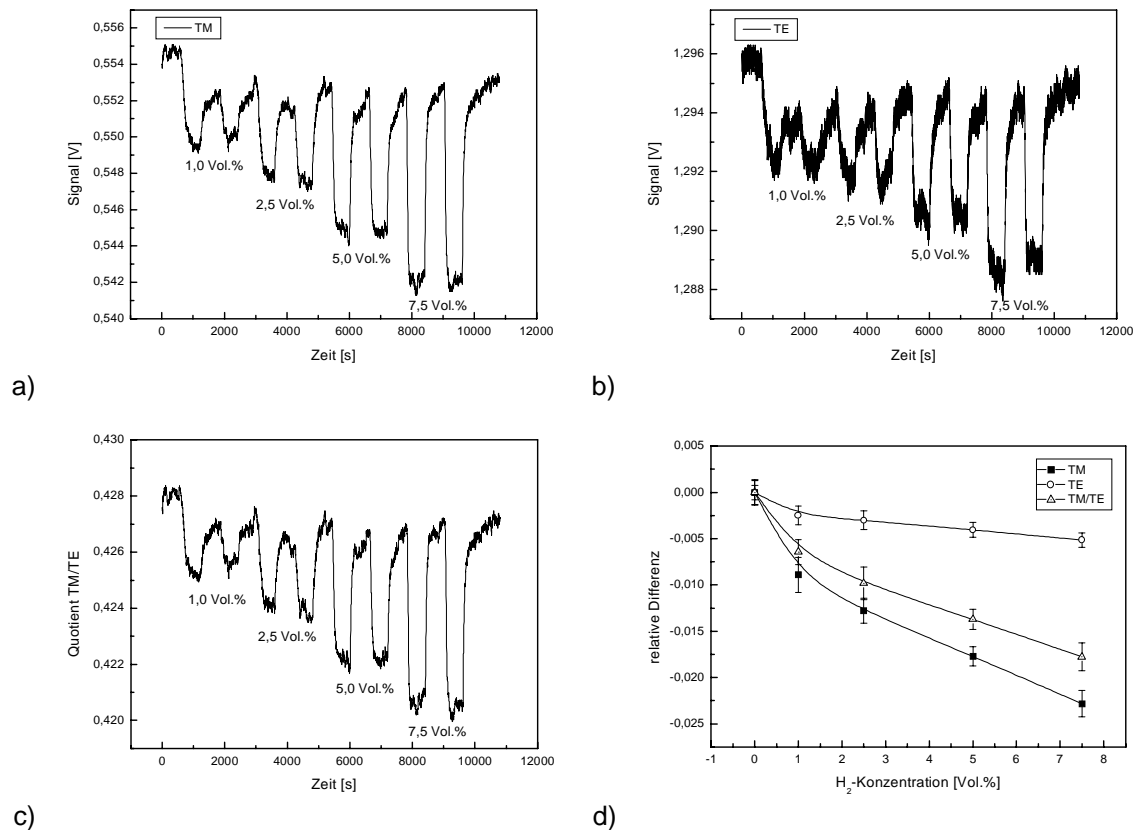 TM
0,556
0,554
0,552
0,550
0,548
0,546
0,544
0,542
0,540
Signal [V]
1,0 Vol.%
2,5 Vol.%
5,0 Vol.%
7,5 Vol.%
0 2000 4000 6000 8000 10000 12000
Zeit [s]
a)
TE
1,296
1,294
1,292
1,290
1,288
Signal [V]
1,0 Vol.%
2,5 Vol.%
5,0 Vol.%
7,5 Vol.%
0 2000 4000 6000 8000 10000 12000
Zeit [s]
b)
0,430
0,428
0,426
0,424
0,422
0,420
Quotient TM/TE
1,0 Vol.%
2,5 Vol.%
5,0 Vol.%
7,5 Vol.%
0 2000 4000 6000 8000 10000 12000
Zeit [s]
c)
TM
TE
TM/TE
0,005
0,000
-0,005
-0,010
-0,015
-0,020
-0,025
relative Differenz
-1 0 1 2 3 4 5 6 7 8
H2-Konzentration [Vol.%]
d)